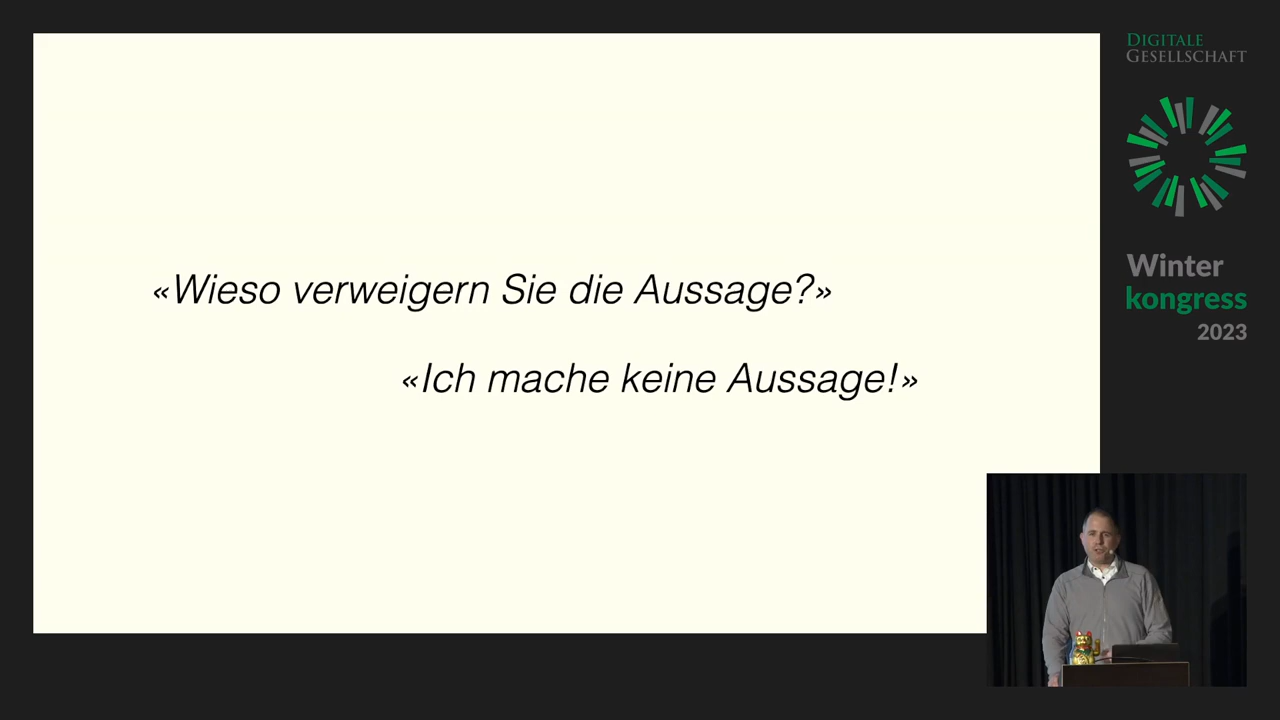 «Wieso verweigern Sie die Aussage?»
«Ich mache keine Aussage!»
DIGITALE
GESELLSCHAFT
Winter
kongress
2023